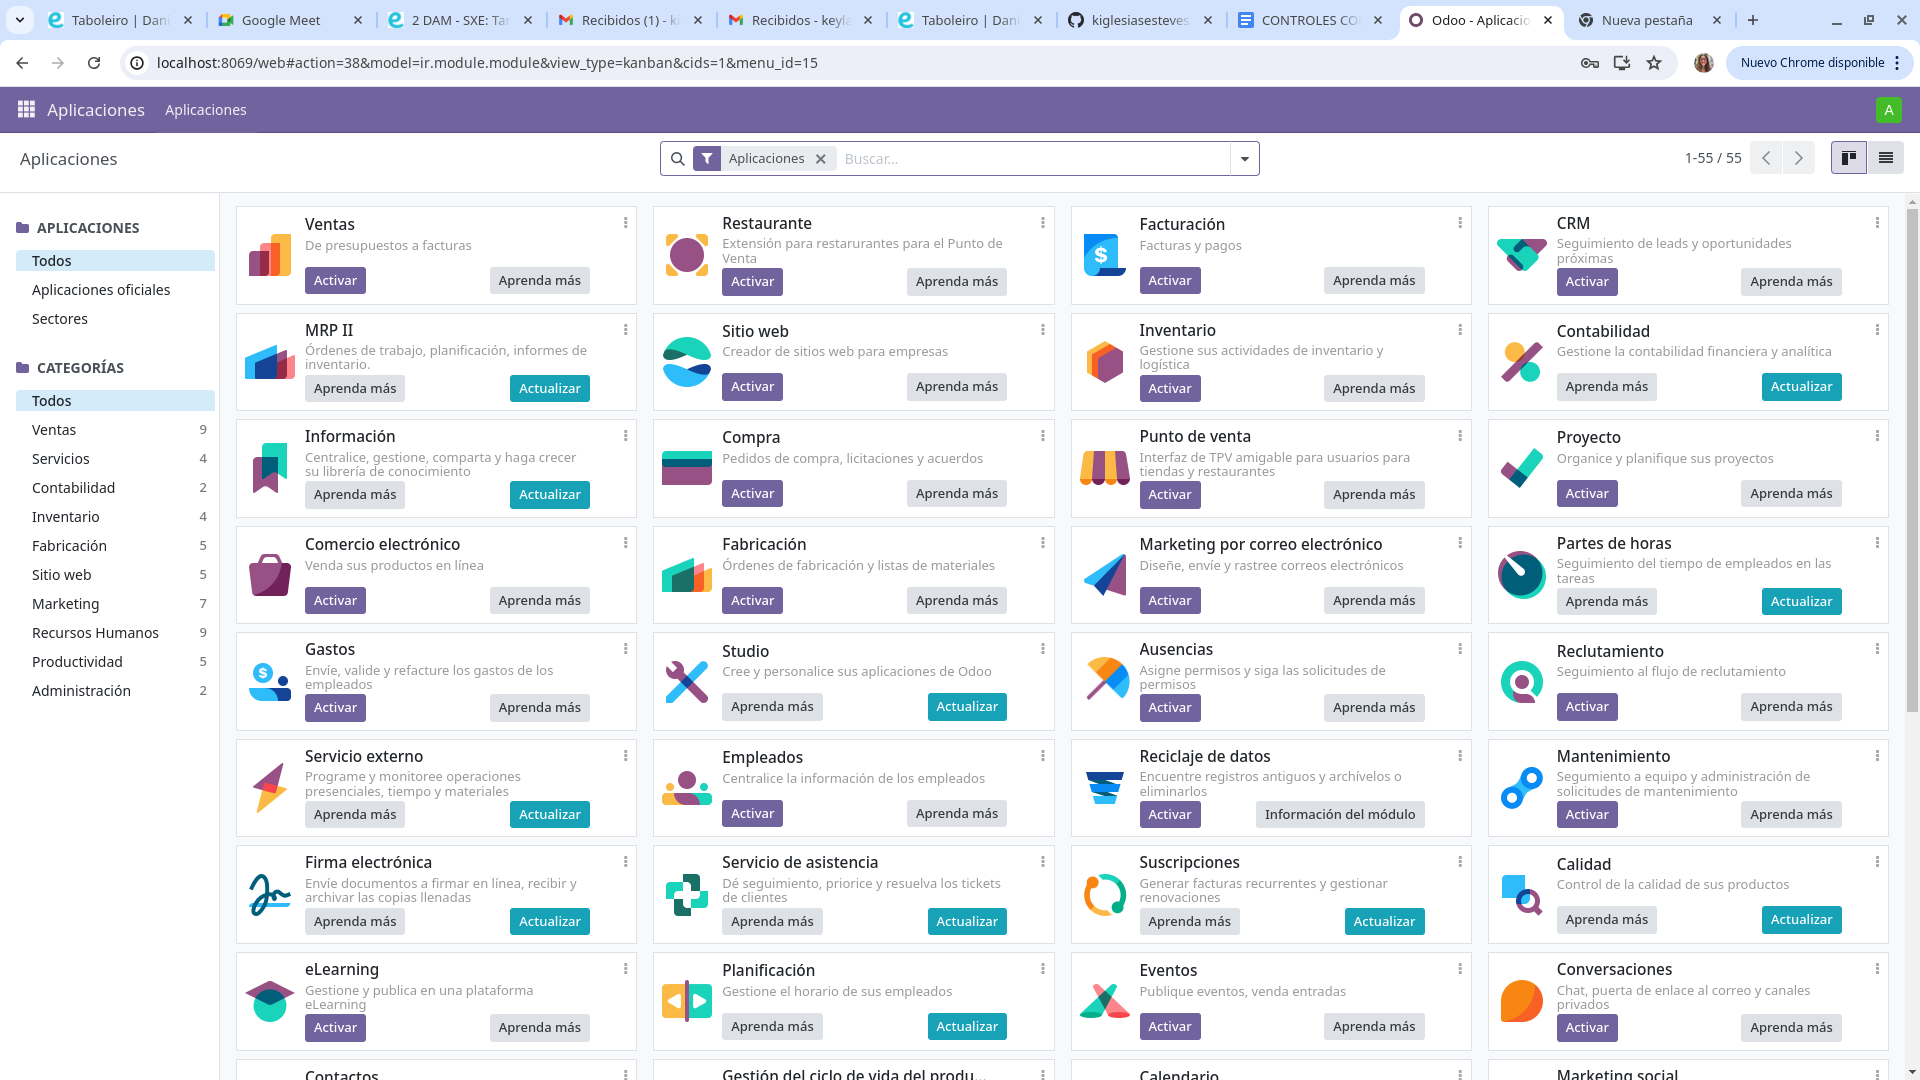 Taboleiro | Dani
Google Meet
2 DAM - SXE: Tar
Recibidos (1) - ki
Recibidos - keyla
Taboleiro | Dani
kiglesiasesteves
CONTROLES CO
Odoo - Aplicacio
Nueva pestaña
localhost:8069/web#action=38&model=ir.module.module&view_type=kanban&cids=1&menu_id=15
Nuevo Chrome disponible
Aplicaciones
Aplicaciones
A
Aplicaciones
Aplicaciones
Buscar...
1-55 / 55
APLICACIONES
Todos
Aplicaciones oficiales
Sectores
CATEGORÍAS
Todos
Ventas 9
Servicios 4
Contabilidad 2
Inventario 4
Fabricación 5
Sitio web 5
Marketing 7
Recursos Humanos 9
Productividad 5
Administración 2
Ventas
De presupuestos a facturas
Activar Aprenda más
Restaurante
Extensión para restarurantes para el Punto de
Venta
Activar Aprenda más
Facturación
Facturas y pagos
Activar Aprenda más
CRM
Seguimiento de leads y oportunidades
próximas
Activar Aprenda más
MRP II
Órdenes de trabajo, planificación, informes de
inventario.
Aprenda más Actualizar
Sitio web
Creador de sitios web para empresas
Activar Aprenda más
Inventario
Gestione sus actividades de inventario y
logística
Activar Aprenda más
Contabilidad
Gestione la contabilidad financiera y analítica
Aprenda más Actualizar
Información
Centralice, gestione, comparta y haga crecer
su librería de conocimiento
Aprenda más Actualizar
Compra
Pedidos de compra, licitaciones y acuerdos
Activar Aprenda más
Punto de venta
Interfaz de TPV amigable para usuarios para
tiendas y restaurantes
Activar Aprenda más
Proyecto
Organice y planifique sus proyectos
Activar Aprenda más
Comercio electrónico
Venda sus productos en línea
Activar Aprenda más
Fabricación
Órdenes de fabricación y listas de materiales
Activar Aprenda más
Marketing por correo electrónico
Diseñe, envíe y rastree correos electrónicos
Activar Aprenda más
Partes de horas
Seguimiento del tiempo de empleados en las
tareas
Aprenda más Actualizar
Gastos
Envíe, valide y refacture los gastos de los
empleados
Activar Aprenda más
Studio
Cree y personalice sus aplicaciones de Odoo
Aprenda más Actualizar
Ausencias
Asigne permisos y siga las solicitudes de
permisos
Activar Aprenda más
Reclutamiento
Seguimiento al flujo de reclutamiento
Activar Aprenda más
Servicio externo
Programe y monitoree operaciones
presenciales, tiempo y materiales
Aprenda más Actualizar
Empleados
Centralice la información de los empleados
Activar Aprenda más
Reciclaje de datos
Encuentre registros antiguos y archívelos o
eliminarlos
Activar Información del módulo
Mantenimiento
Segumiento a equipo y administración de
solicitudes de mantenimiento
Activar Aprenda más
Firma electrónica
Envíe documentos a firmar en línea, recibir y
archivar las copias llenadas
Aprenda más Actualizar
Servicio de asistencia
Dé seguimiento, priorice y resuelva los tickets
de clientes
Aprenda más Actualizar
Suscripciones
Generar facturas recurrentes y gestionar
renovaciones
Aprenda más Actualizar
Calidad
Control de la calidad de sus productos
Aprenda más Actualizar
eLearning
Gestione y publica en una plataforma
eLearning
Activar Aprenda más
Planificación
Gestione el horario de sus empleados
Aprenda más Actualizar
Eventos
Publique eventos, venda entradas
Activar Aprenda más
Conversaciones
Chat, puerta de enlace al correo y canales
privados
Activar Aprenda más
Contactos
Gestión del ciclo de vida del produ...
Calendario
Marketing social